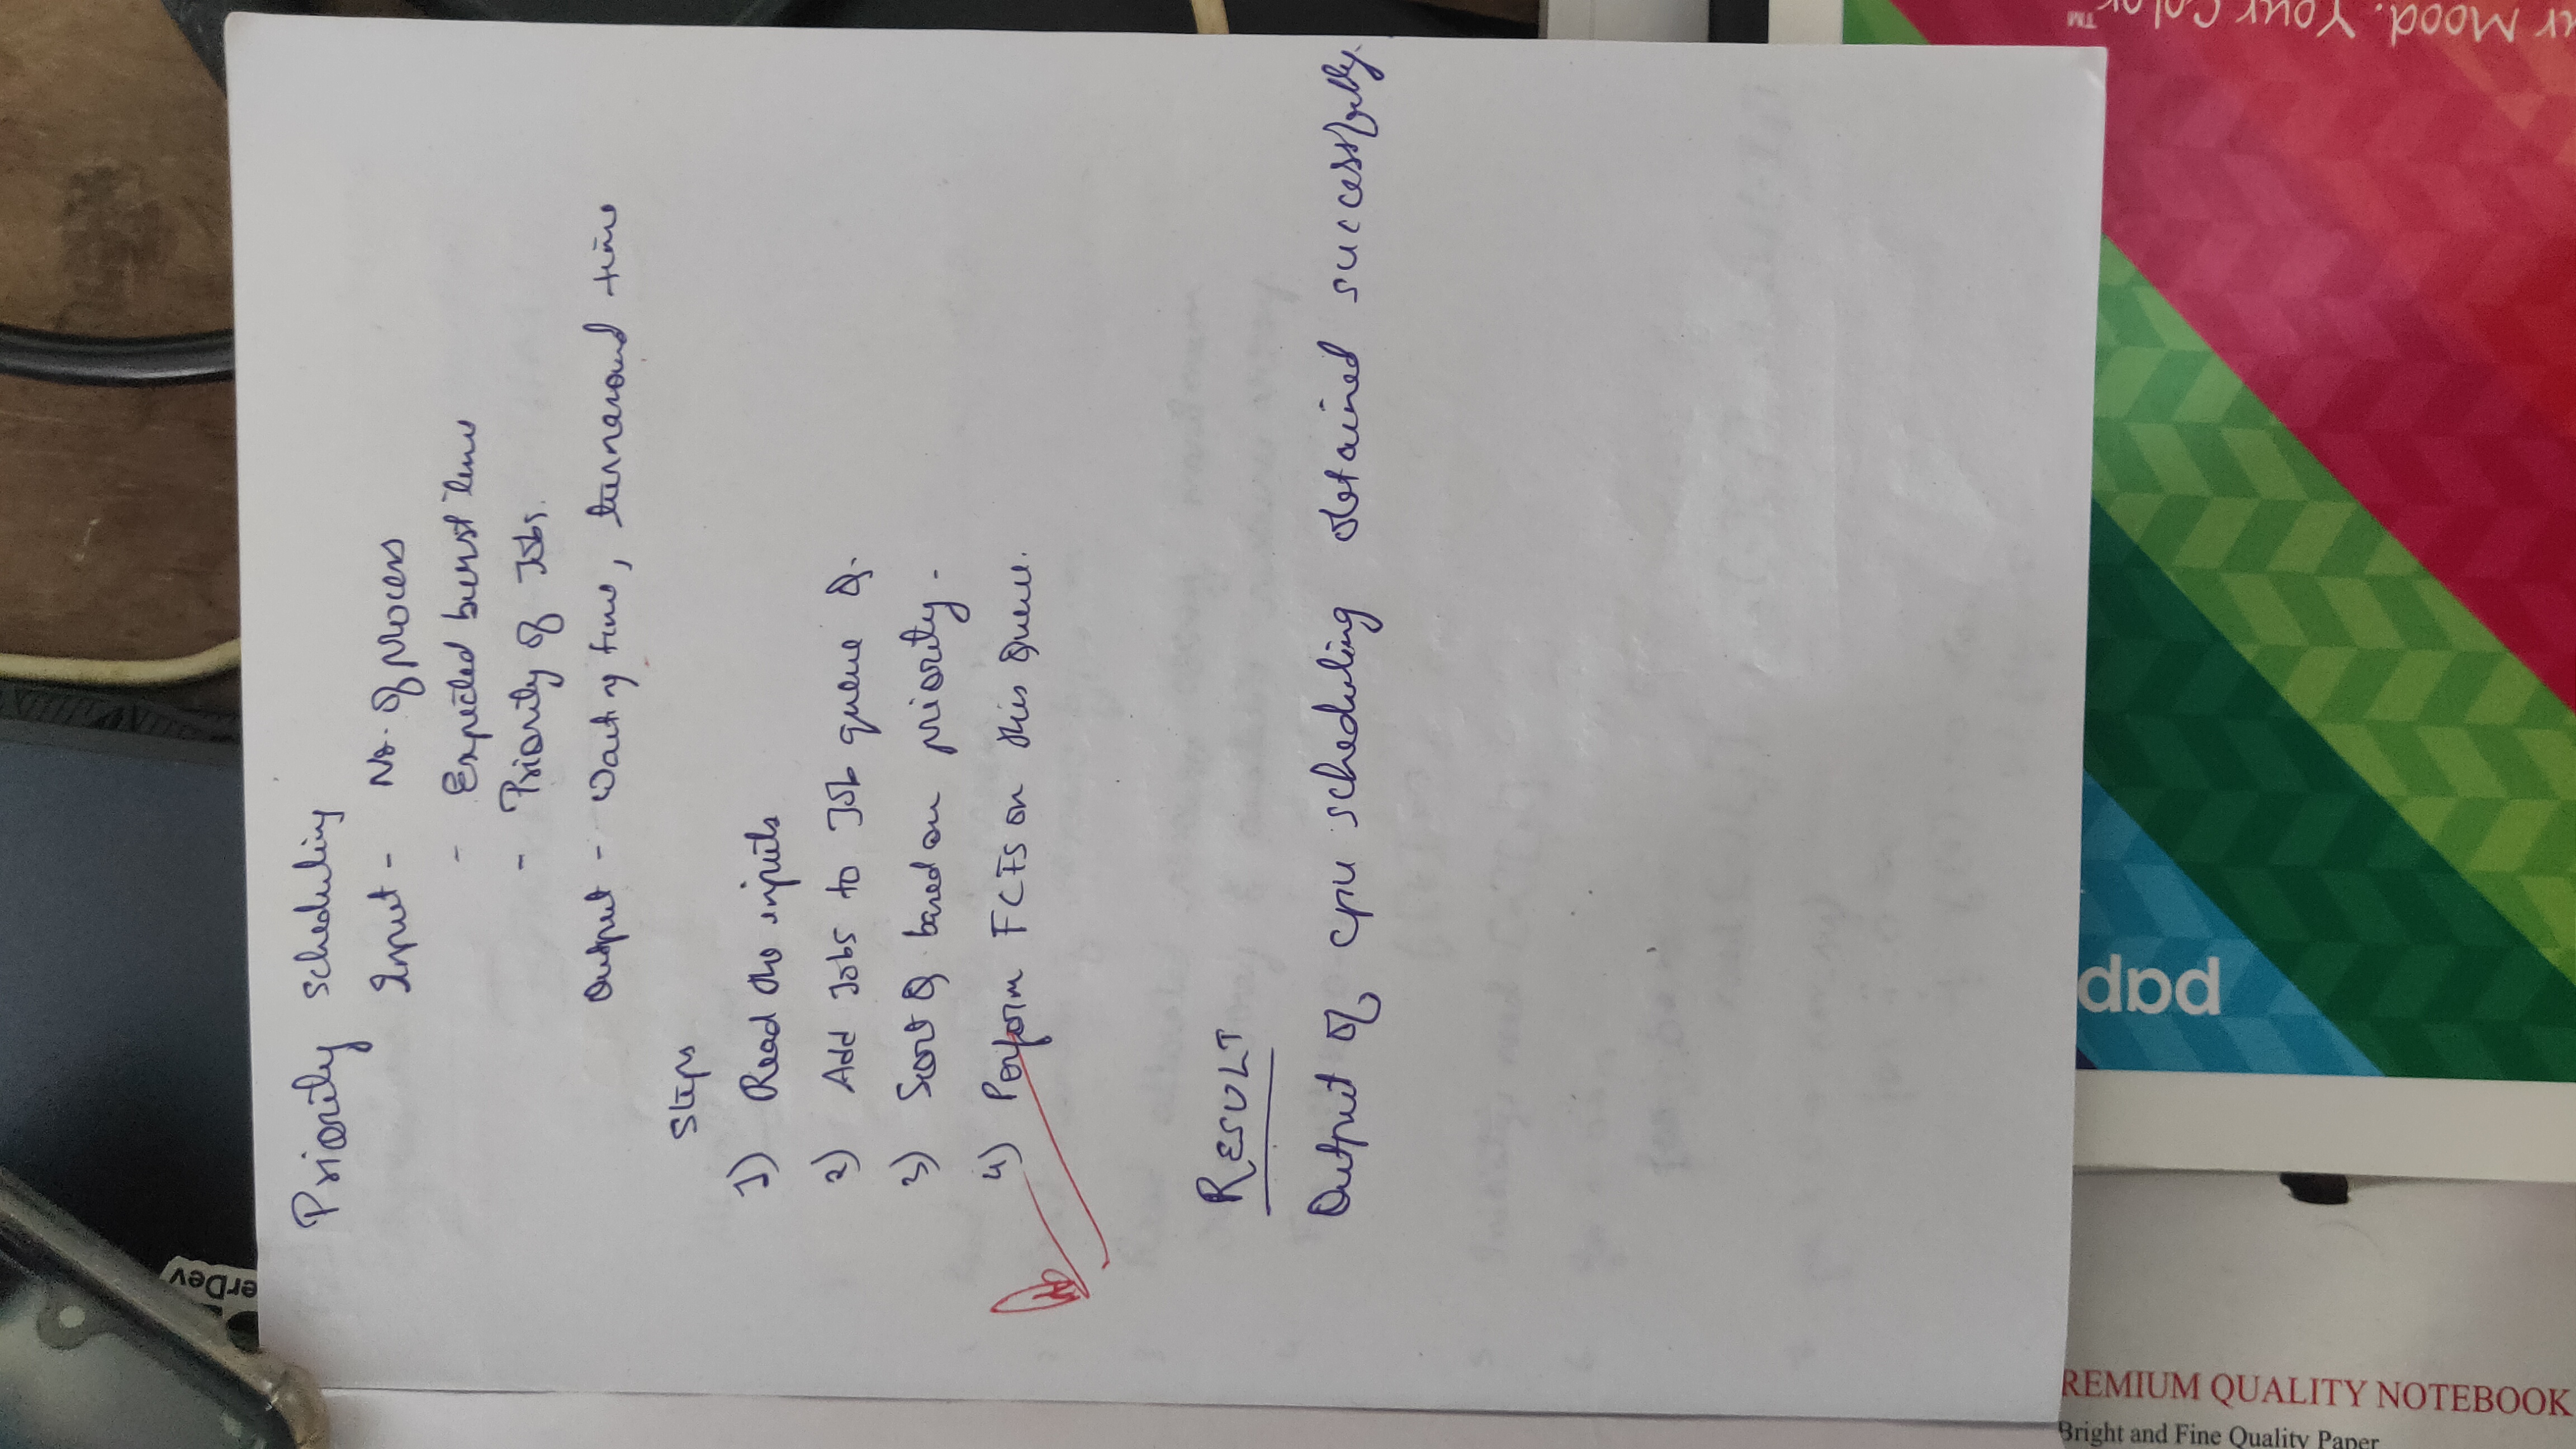 erDev
Priority scheduling
Input - No. of process
- Expected burst time
- Priority of Jobs.
Output - Waiting time, turnaround time
Steps
1) Read the inputs
2) Add Jobs to Job queue Q.
3) Sort Q based on priority.
4) Perform FCFS on this Queue.
RESULT
Output of cpu scheduling obtained successfully.
REMIUM QUALITY NOTEBOOK
Bright and Fine Quality Paper
ur Mood. Your Color™